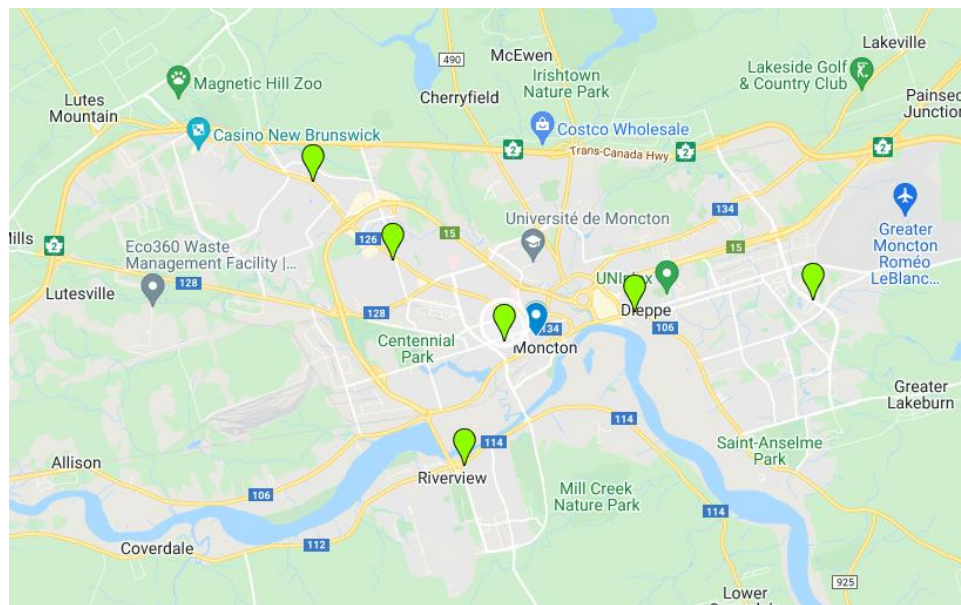 Lakeville
McEwen
490
Magnetic Hill Zoo
Irishtown
Nature Park
Lakeside Golf
& Country Club
Lutes
Mountain
Cherryfield
Painsec
Junction
Casino New Brunswick
Costco Wholesale
2
Trans-Canada Hwy
2
2
134
Université de Moncton
126
15
15
Mills
2
Eco360 Waste
Management Facility |...
Greater
Moncton
Roméo
LeBlanc...
Lutesville
128
128
Dieppe
106
134
Centennial
Park
Moncton
Greater
Lakeburn
114
114
Saint-Anselme
Park
Allison
106
Riverview
Mill Creek
Nature Park
114
Coverdale
112
925
Lower